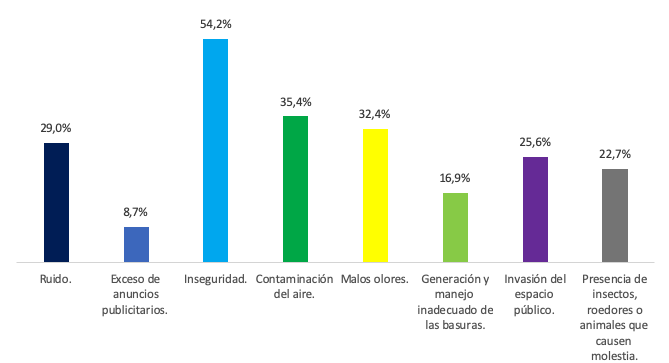 54,2%
35,4%
32,4%
29,0%
25,6%
22,7%
16,9%
8,7%
Ruido.
Exceso de
anuncios
publicitarios.
Inseguridad.
Contaminación
del aire.
Malos olores.
Generación y
manejo
inadecuado de
las basuras.
Invasión del
espacio
público.
Presencia de
insectos,
roedores o
animales que
causen
molestia.